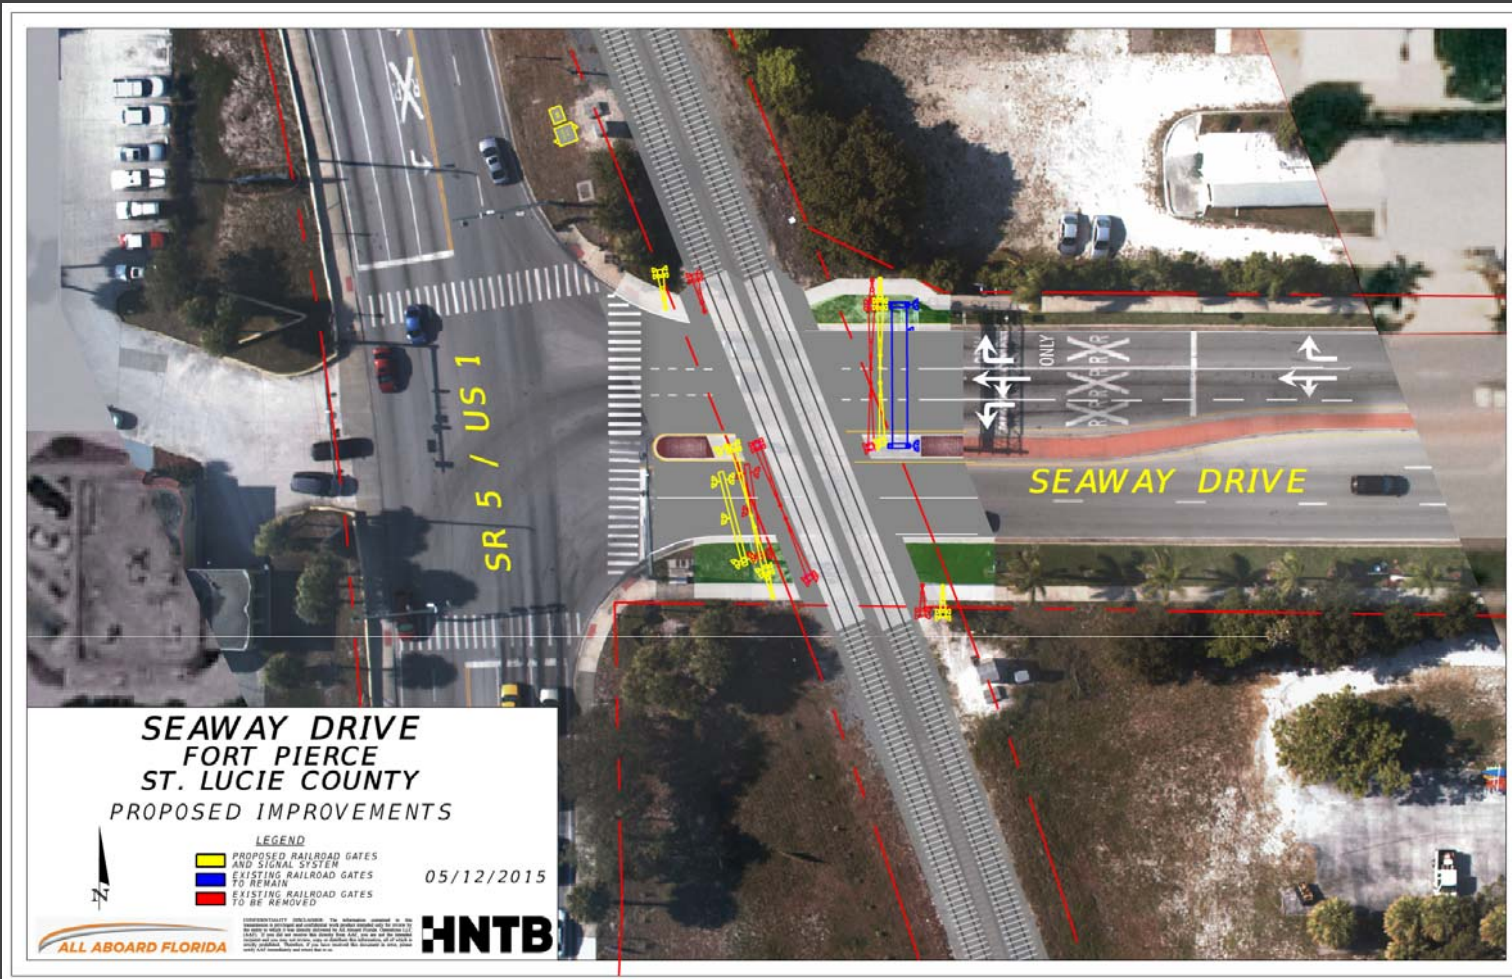 SR 5 / US 1
ONLY
R R
R R
R R
SEAWAY DRIVE
SEAWAY DRIVE
FORT PIERCE
ST. LUCIE COUNTY
PROPOSED IMPROVEMENTS
LEGEND
PROPOSED RAILROAD GATES
AND SIGNAL SYSTEM
EXISTING RAILROAD GATES
TO REMAIN
EXISTING RAILROAD GATES
TO BE REMOVED
05/12/2015
N
ALL ABOARD FLORIDA
HNTB